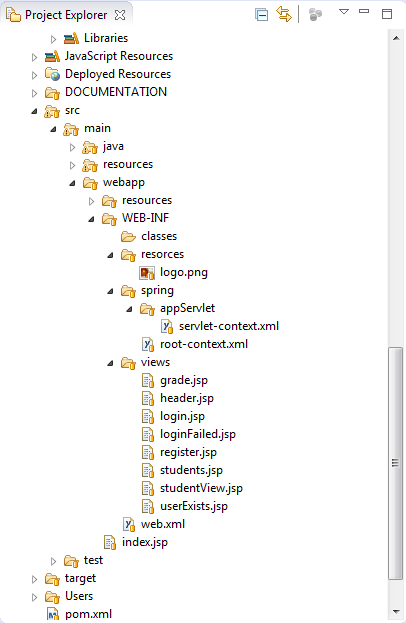 Project Explorer
Libraries
JavaScript Resources
Deployed Resources
DOCUMENTATION
src
main
java
resources
webapp
resources
WEB-INF
classes
resorces
logo.png
spring
appServlet
servlet-context.xml
root-context.xml
views
grade.jsp
header.jsp
login.jsp
loginFailed.jsp
register.jsp
students.jsp
studentView.jsp
userExists.jsp
web.xml
index.jsp
test
target
Users
pom.xml